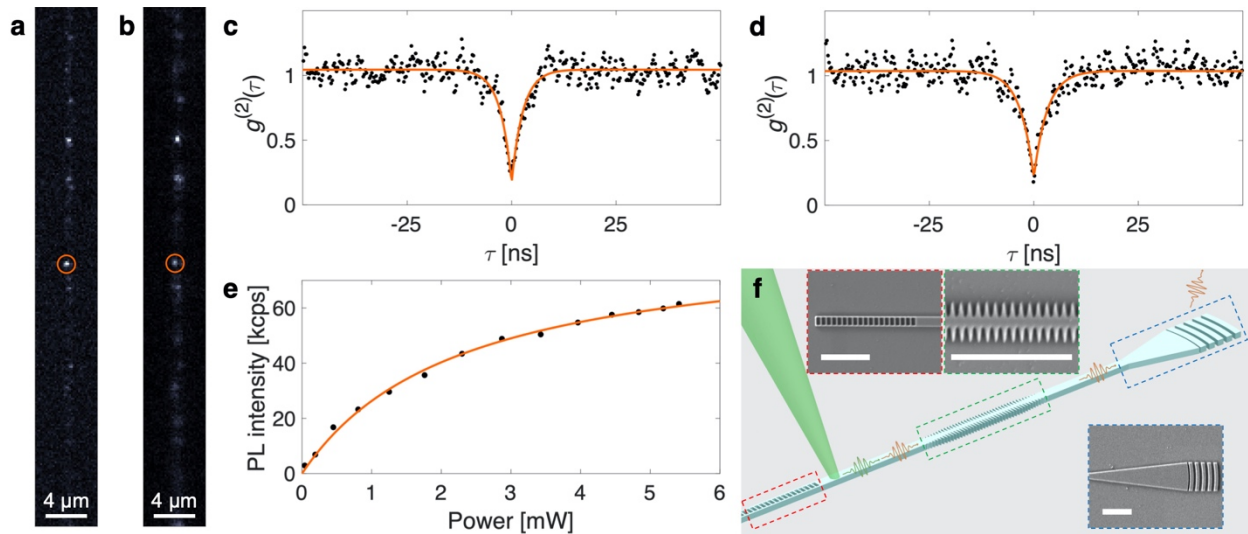 a
b
4 µm
4 µm
c
g(2)(τ)
1
0.5
0
-25
0
25
τ [ns]
d
g(2)(τ)
1
0.5
0
-25
0
25
τ [ns]
e
PL intensity [kcps]
60
40
20
0
0
1
2
3
4
5
6
Power [mW]
f